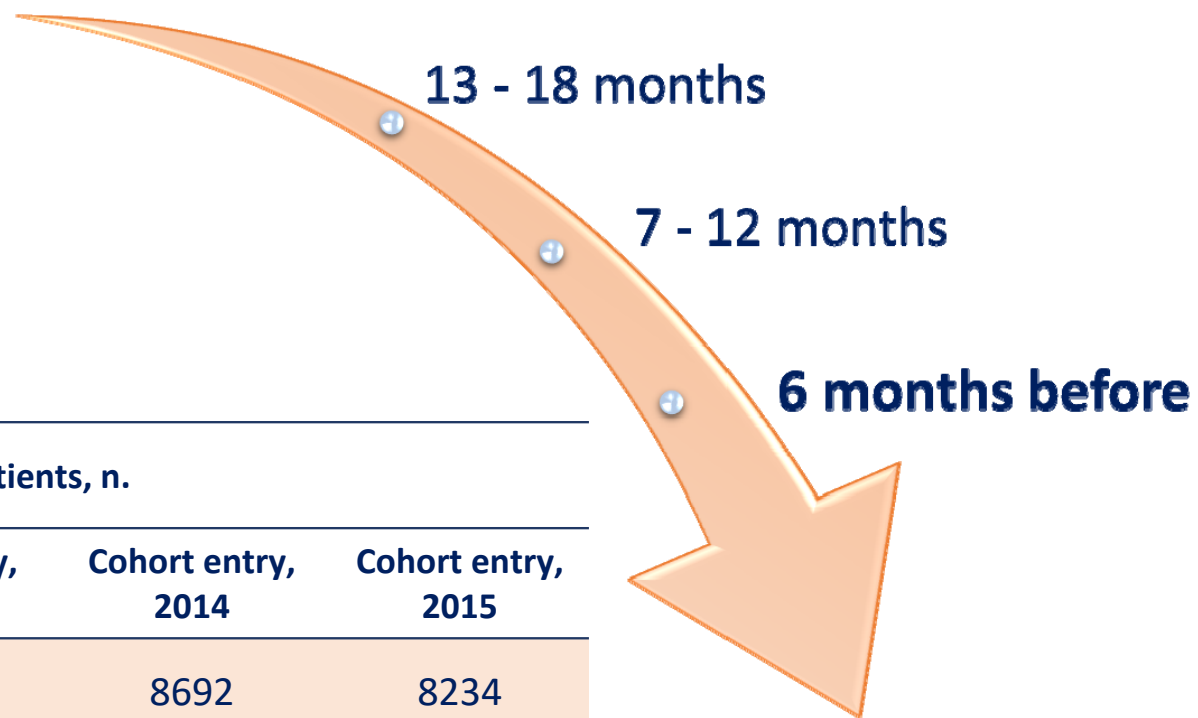 13 - 18 months
7 - 12 months
6 months before
tients, n.
y,
Cohort entry,
2014
Cohort entry,
2015
8692
8234